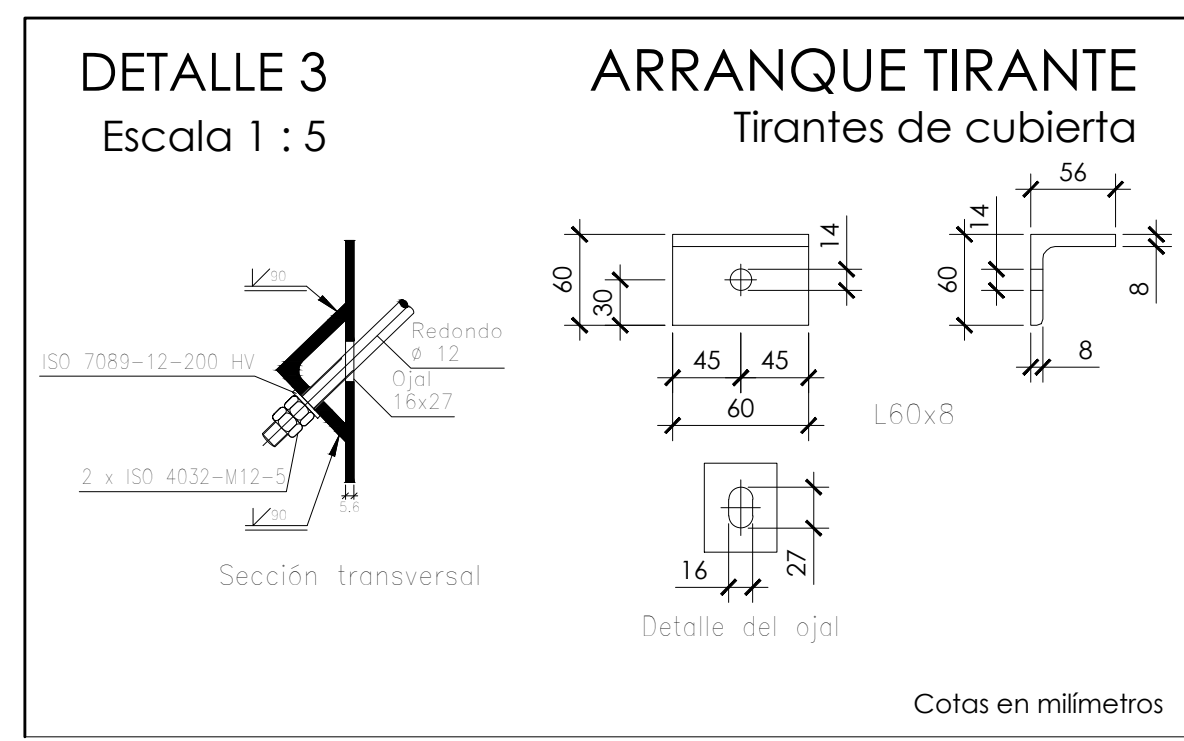 DETALLE 3
Escala 1 : 5
ARRANQUE TIRANTE
Tirantes de cubierta
90
ISO 7089-12-200 HV
Redondo
ø 12
Ojal
16x27
2 x ISO 4032-M12-5
90
5.6
Sección transversal
60
30
14
45
45
60
L60x8
56
14
60
8
8
16
27
Detalle del ojal
Cotas en milímetros